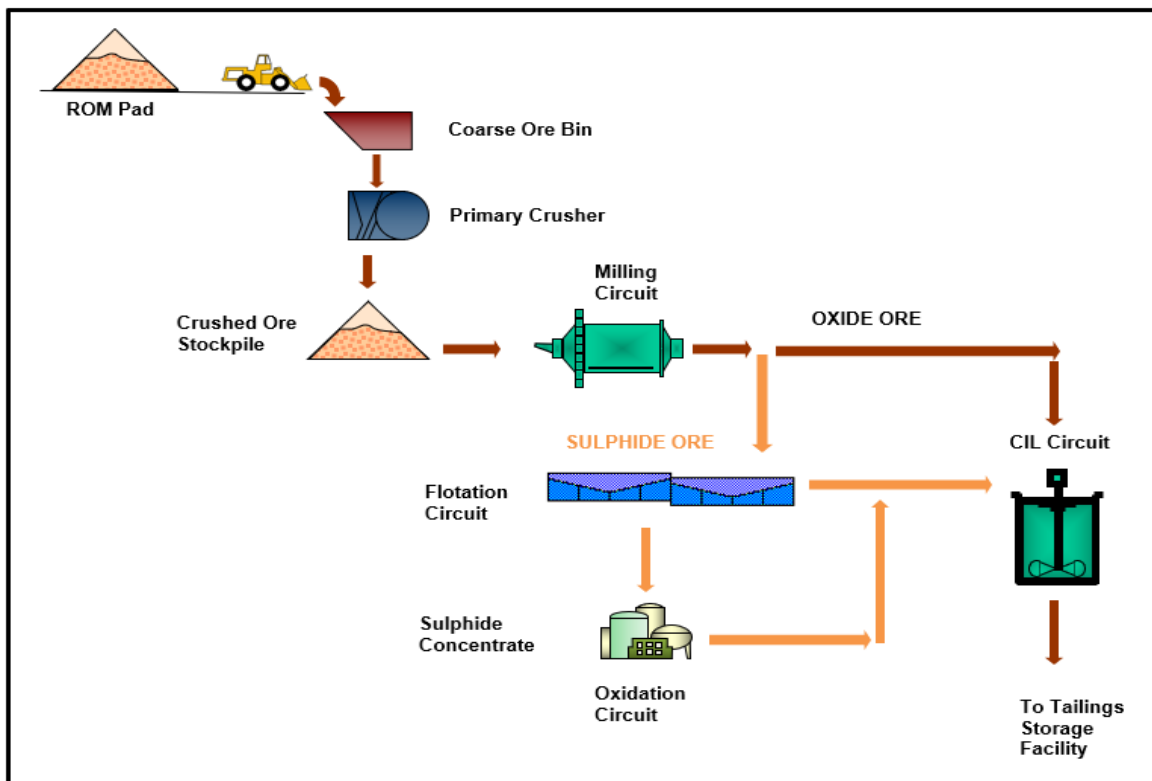 ROM Pad
Coarse Ore Bin
Primary Crusher
Milling
Circuit
OXIDE ORE
Crushed Ore
Stockpile
SULPHIDE ORE
CIL Circuit
Flotation
Circuit
Sulphide
Concentrate
Oxidation
Circuit
To Tailings
Storage
Facility